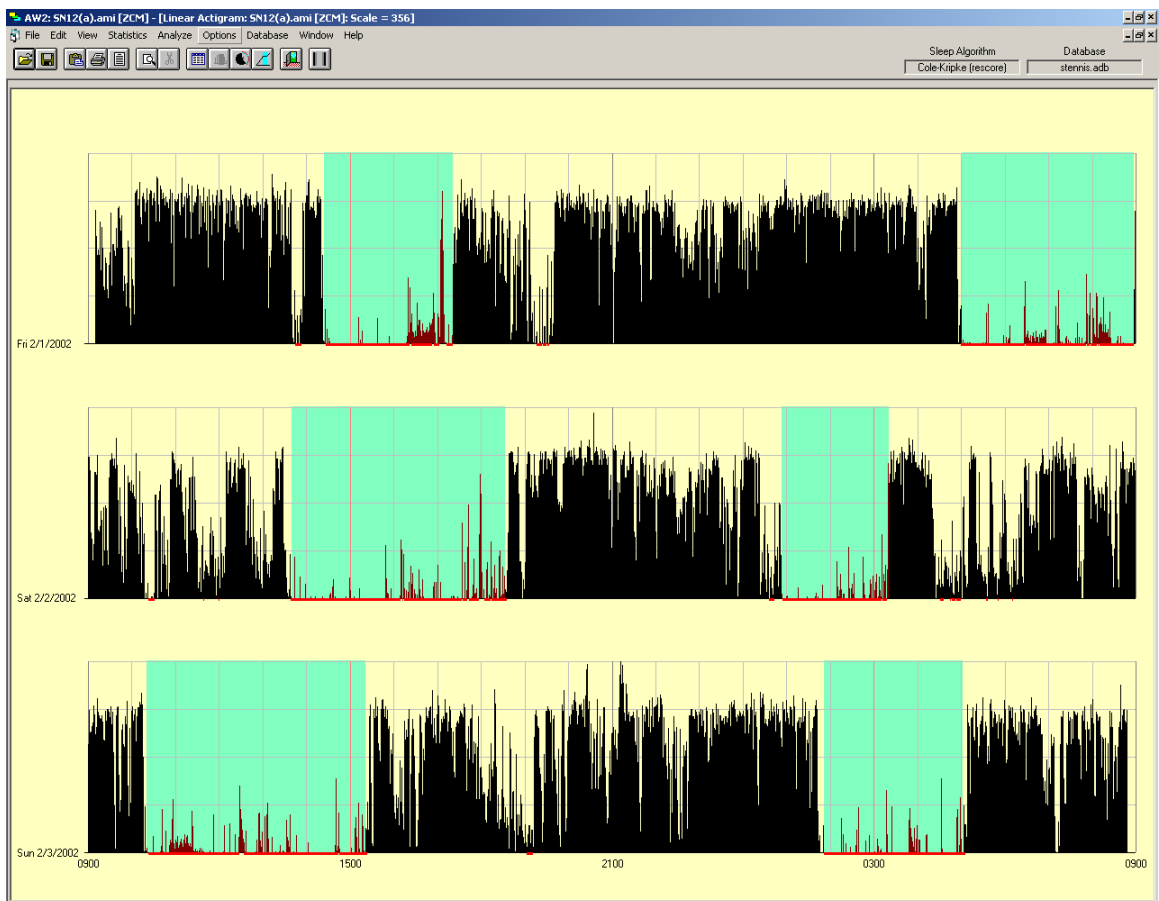 AW2: SN12(a).ami [ZCM] - [Linear Actigram: SN12(a).ami [ZCM]: Scale = 356]
File Edit View Statistics Analyze Options Database Window Help
Sleep Algorithm Database
Cole-Kripke (rescore) stennis.adb
Fri 2/1/2002
Sat 2/2/2002
Sun 2/3/2002
0900 1500 2100 0300 0900